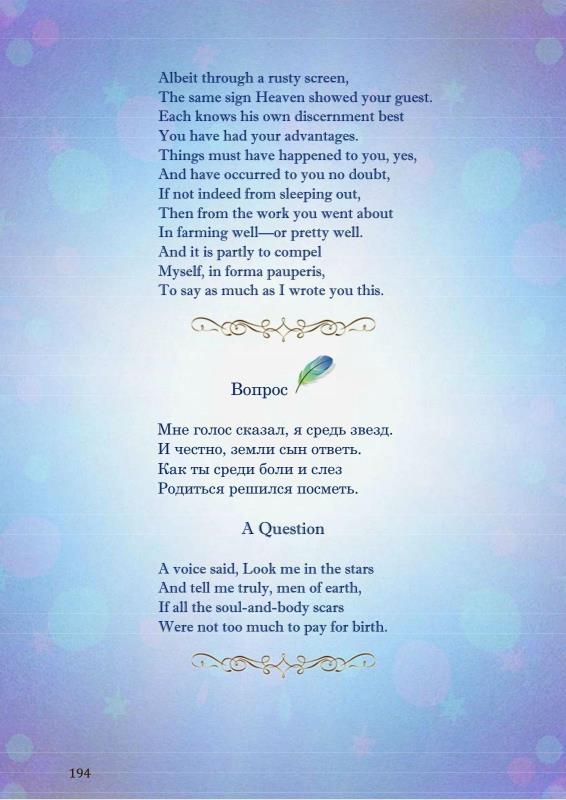 Albeit through a rusty screen,
The same sign Heaven showed your guest.
Each knows his own discernment best
You have had your advantages.
Things must have happened to you, yes,
And have occurred to you no doubt,
If not indeed from sleeping out,
Then from the work you went about
In farming well—or pretty well.
And it is partly to compel
Myself, in forma pauperis,
To say as much as I wrote you this.
Вопрос
Мне голос сказал, я средь звезд.
И честно, земли сын ответь.
Как ты среди боли и слез
Родиться решился посметь.
A Question
A voice said, Look me in the stars
And tell me truly, men of earth,
If all the soul-and-body scars
Were not too much to pay for birth.
194